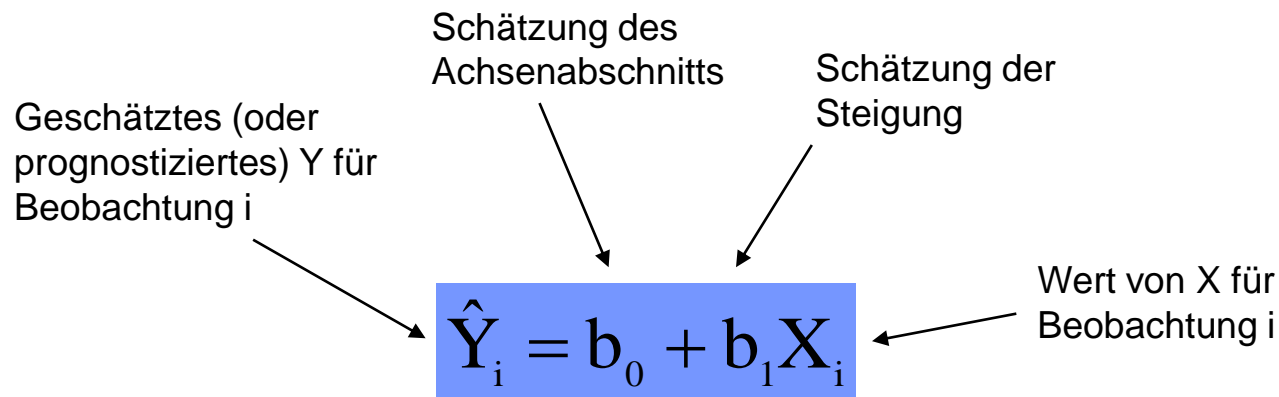 Schätzung des
Achsenabschnitts
Schätzung der
Steigung
Geschätztes (oder
prognostiziertes) Y für
Beobachtung i
Wert von X für
Beobachtung i
Ŷᵢ = b₀ + b₁Xᵢ